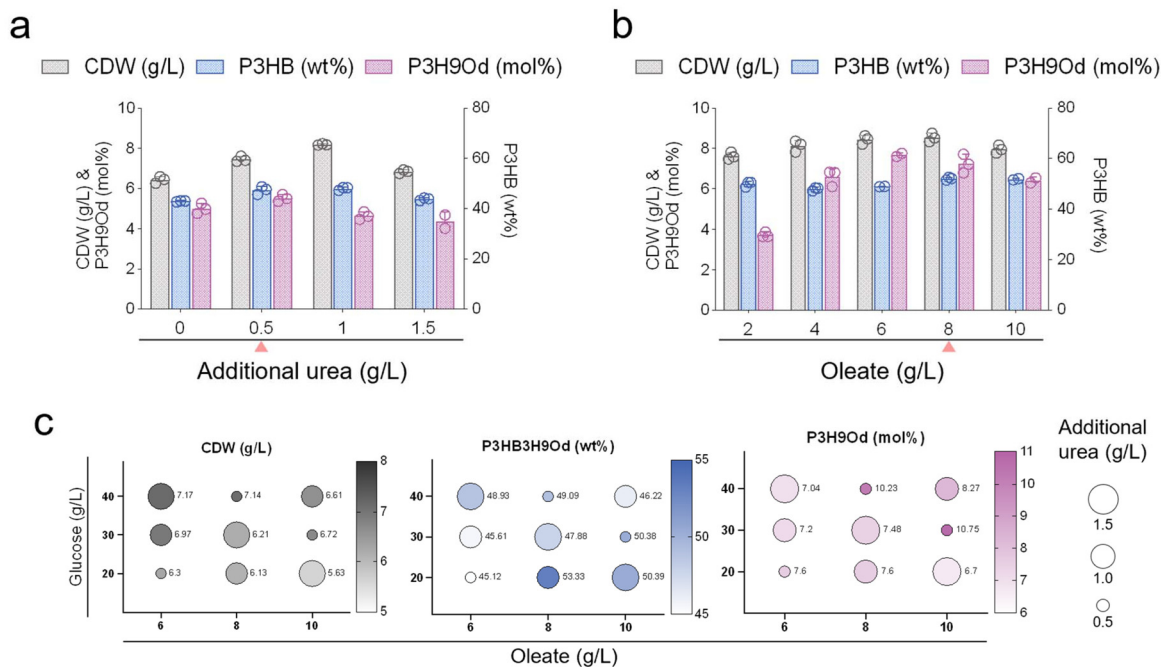 a
CDW (g/L) P3HB (wt%) P3H9Od (mol%)
10
8
6
4
2
0
CDW (g/L) &
P3H9Od (mol%)
80
60
40
20
0
P3HB (wt%)
0 0.5 1 1.5
Additional urea (g/L)
b
CDW (g/L) P3HB (wt%) P3H9Od (mol%)
10
8
6
4
2
0
CDW (g/L) &
P3H9Od (mol%)
80
60
40
20
0
P3HB (wt%)
2 4 6 8 10
Oleate (g/L)
c
Glucose (g/L)
CDW (g/L)
40 7.17 7.14 6.61
30 6.97 6.21 6.72
20 6.3 6.13 5.63
6 8 10
8
7
6
5
P3HB3H9Od (wt%)
40 48.93 49.09 46.22
30 45.61 47.88 50.38
20 45.12 53.33 50.39
6 8 10
55
50
45
P3H9Od (mol%)
40 7.04 10.23 8.27
30 7.2 7.48 10.75
20 7.6 7.6 6.7
6 8 10
11
10
9
8
7
6
Oleate (g/L)
Additional
urea (g/L)
1.5
1.0
0.5